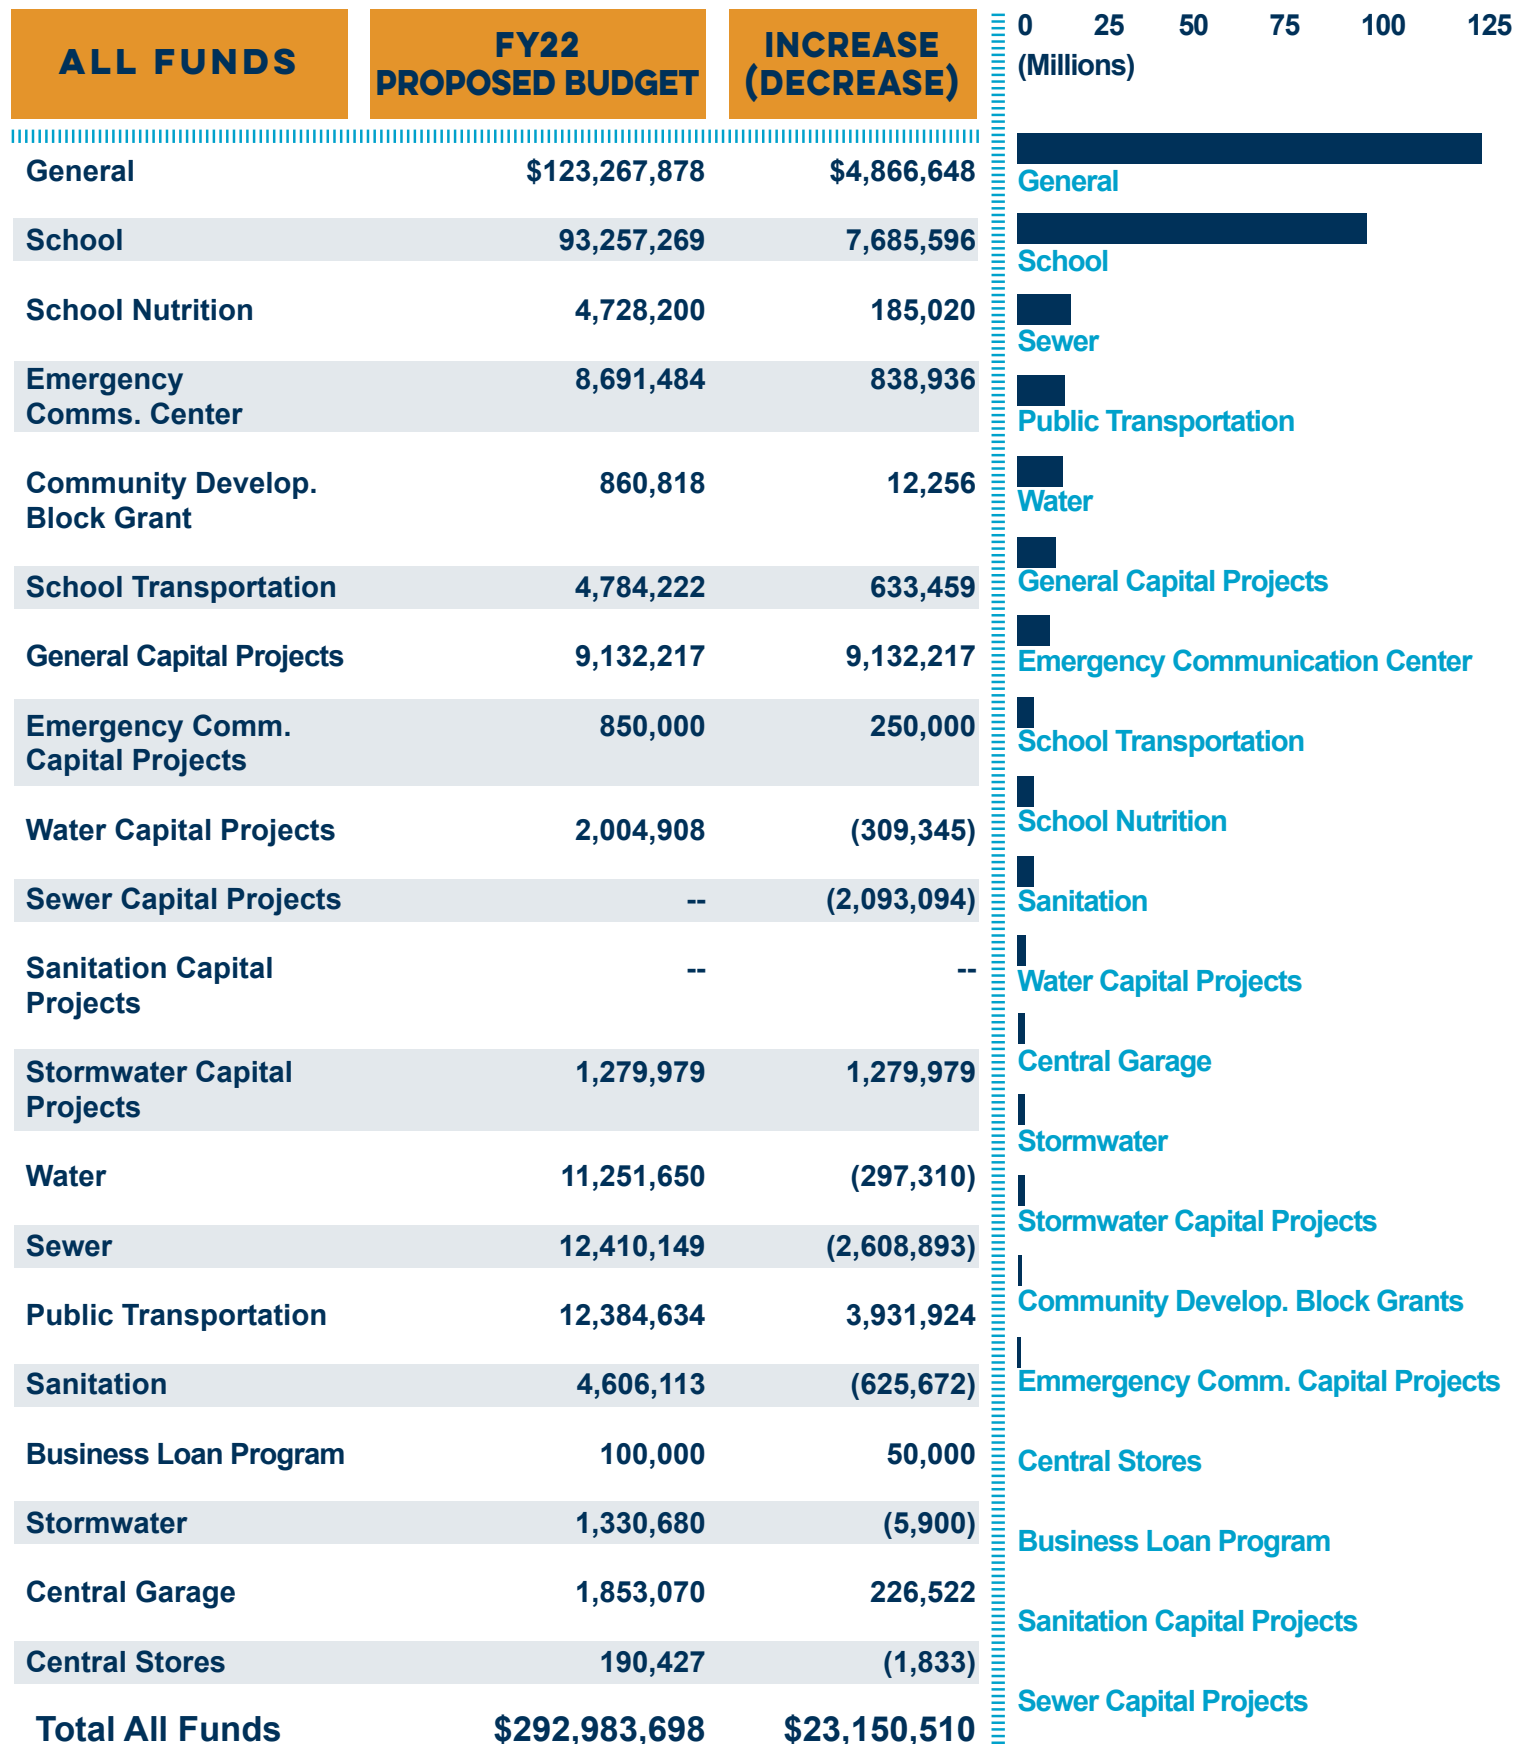 ALL FUNDS
FY22
PROPOSED BUDGET
INCREASE
(DECREASE)
General $123,267,878 $4,866,648
School 93,257,269 7,685,596
School Nutrition 4,728,200 185,020
Emergency 8,691,484 838,936
Comms. Center
Community Develop. 860,818 12,256
Block Grant
School Transportation 4,784,222 633,459
General Capital Projects 9,132,217 9,132,217
Emergency Comm. 850,000 250,000
Capital Projects
Water Capital Projects 2,004,908 (309,345)
Sewer Capital Projects -- (2,093,094)
Sanitation Capital -- --
Projects
Stormwater Capital 1,279,979 1,279,979
Projects
Water 11,251,650 (297,310)
Sewer 12,410,149 (2,608,893)
Public Transportation 12,384,634 3,931,924
Sanitation 4,606,113 (625,672)
Business Loan Program 100,000 50,000
Stormwater 1,330,680 (5,900)
Central Garage 1,853,070 226,522
Central Stores 190,427 (1,833)
Total All Funds $292,983,698 $23,150,510
0 25 50 75 100 125
(Millions)
General
School
Sewer
Public Transportation
Water
General Capital Projects
Emergency Communication Center
School Transportation
School Nutrition
Sanitation
Water Capital Projects
Central Garage
Stormwater
Stormwater Capital Projects
Community Develop. Block Grants
Emmergency Comm. Capital Projects
Central Stores
Business Loan Program
Sanitation Capital Projects
Sewer Capital Projects